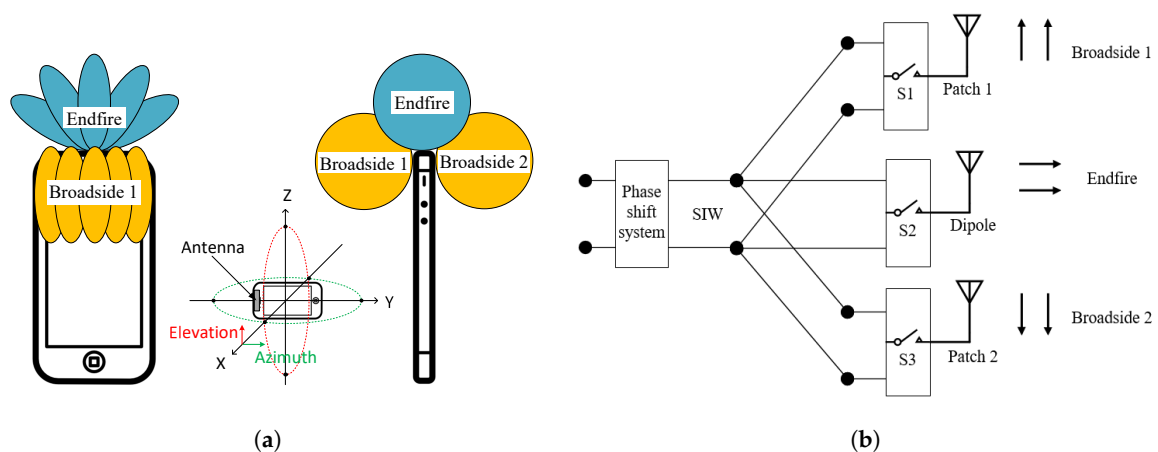 Endfire
Broadside 1
Endfire
Broadside 1
Broadside 2
Z
Antenna
Y
Elevation
X
Azimuth
(a)
S1
Patch 1
Broadside 1
Phase
shift
system
SIW
S2
Dipole
Endfire
S3
Patch 2
Broadside 2
(b)